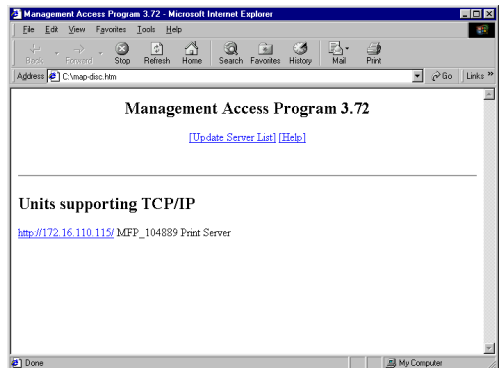 Management Access Program 3.72 - Microsoft Internet Explorer
File Edit View Favorites Tools Help
Back Forward Stop Refresh Home Search Favorites History Mail Print
Address C:\map-disc.htm Go Links »
Management Access Program 3.72
[Update Server List] [Help]
Units supporting TCP/IP
http://172.16.110.115/ MFP_104889 Print Server
Done My Computer